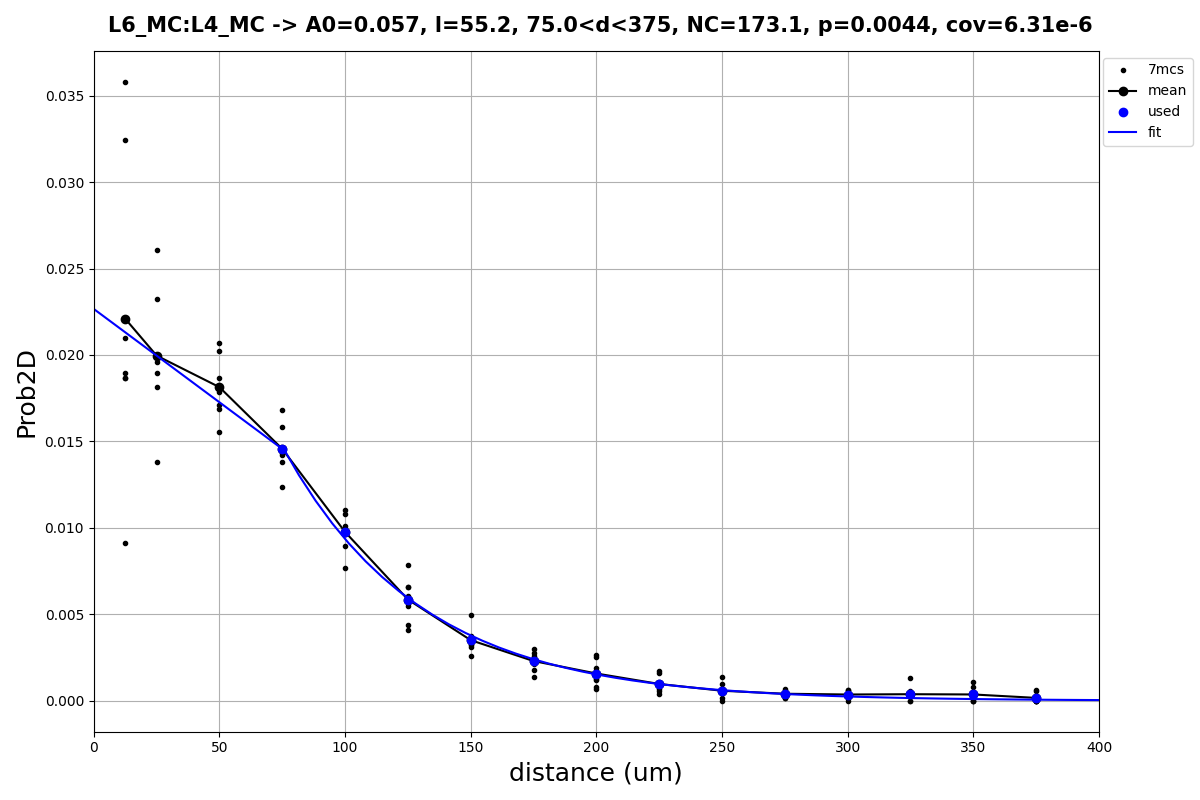 L6_MC:L4_MC -> A0=0.057, l=55.2, 75.0<d<375, NC=173.1, p=0.0044, cov=6.31e-6
7mcs
mean
used
fit
0.035
0.030
0.025
0.020
0.015
0.010
0.005
0.000
Prob2D
0 50 100 150 200 250 300 350 400
distance (um)